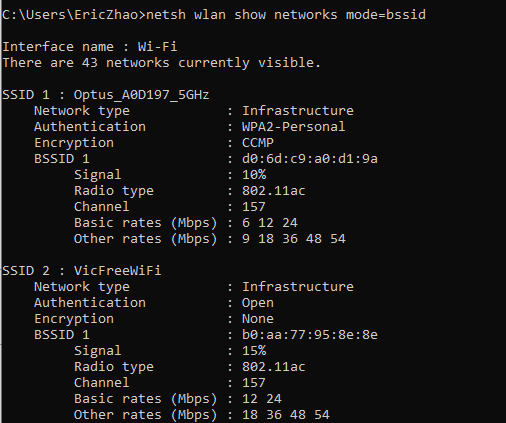 C:\Users\EricZhao>netsh wlan show networks mode=bssid
Interface name : Wi-Fi
There are 43 networks currently visible.
SSID 1 : Optus_A0D197_5GHz
Network type : Infrastructure
Authentication : WPA2-Personal
Encryption : CCMP
BSSID 1 : d0:6d:c9:a0:d1:9a
Signal : 10%
Radio type : 802.11ac
Channel : 157
Basic rates (Mbps) : 6 12 24
Other rates (Mbps) : 9 18 36 48 54
SSID 2 : VicFreeWiFi
Network type : Infrastructure
Authentication : Open
Encryption : None
BSSID 1 : b0:aa:77:95:8e:8e
Signal : 15%
Radio type : 802.11ac
Channel : 157
Basic rates (Mbps) : 12 24
Other rates (Mbps) : 18 36 48 54